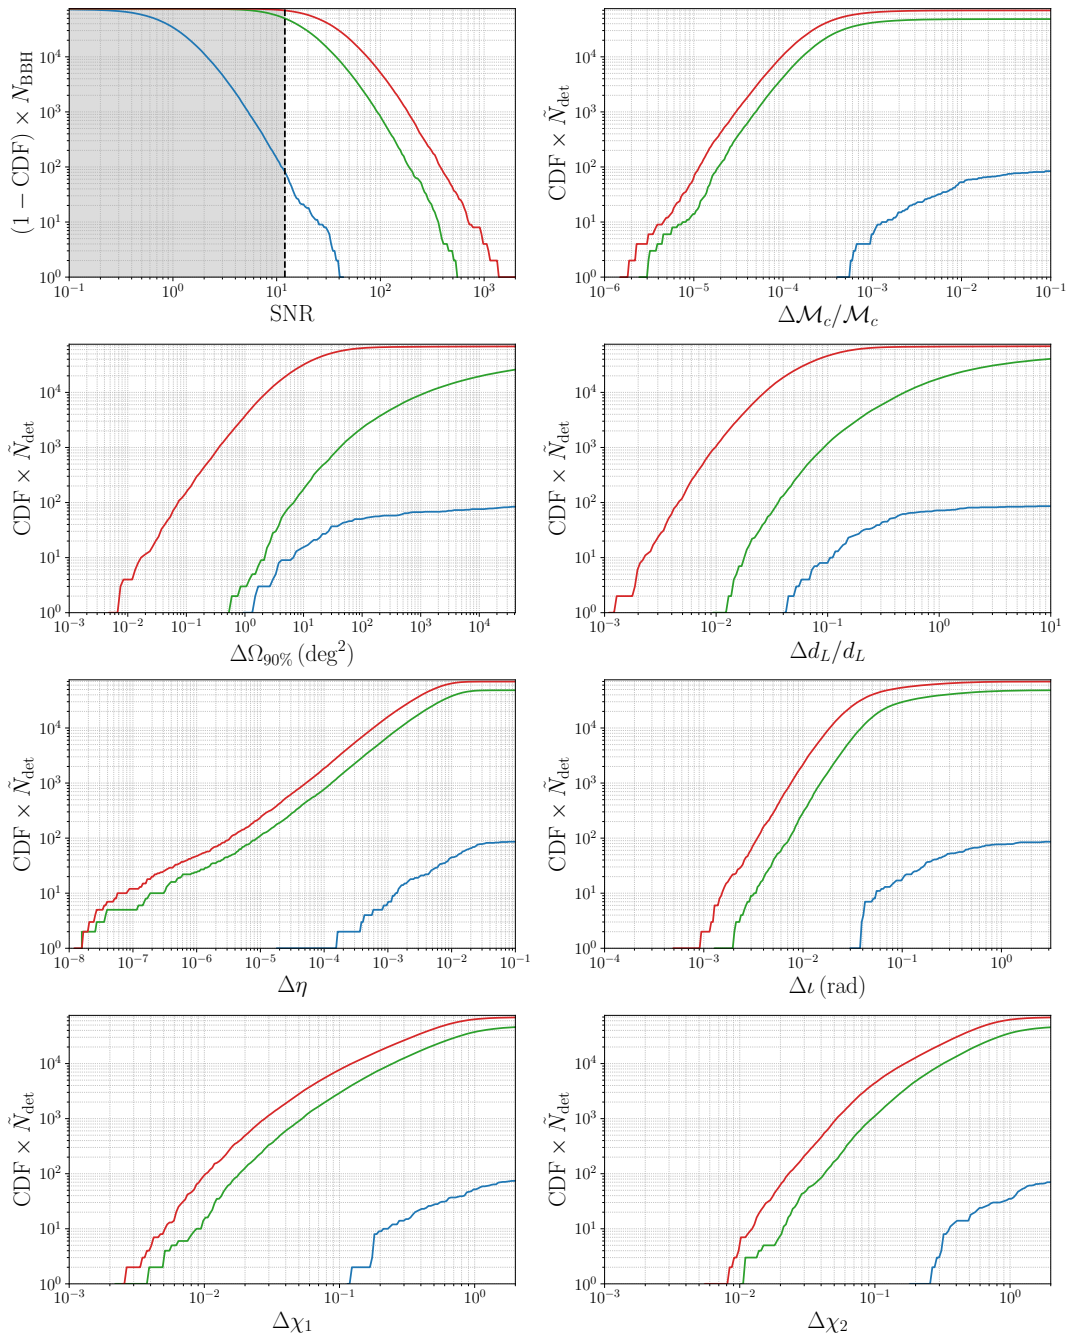 (1 − CDF) × N_BBH
10^4
10^3
10^2
10^1
10^0
10^−1 10^0 10^1 10^2 10^3
SNR
CDF × Ñ_det
10^4
10^3
10^2
10^1
10^0
10^−6 10^−5 10^−4 10^−3 10^−2 10^−1
Δℳ_c/ℳ_c
CDF × Ñ_det
10^4
10^3
10^2
10^1
10^0
10^−3 10^−2 10^−1 10^0 10^1 10^2 10^3 10^4
ΔΩ_90% (deg^2)
CDF × Ñ_det
10^4
10^3
10^2
10^1
10^0
10^−3 10^−2 10^−1 10^0 10^1
Δd_L/d_L
CDF × Ñ_det
10^4
10^3
10^2
10^1
10^0
10^−8 10^−7 10^−6 10^−5 10^−4 10^−3 10^−2 10^−1
Δη
CDF × Ñ_det
10^4
10^3
10^2
10^1
10^0
10^−4 10^−3 10^−2 10^−1 10^0
Δι (rad)
CDF × Ñ_det
10^4
10^3
10^2
10^1
10^0
10^−3 10^−2 10^−1 10^0
Δχ_1
CDF × Ñ_det
10^4
10^3
10^2
10^1
10^0
10^−3 10^−2 10^−1 10^0
Δχ_2